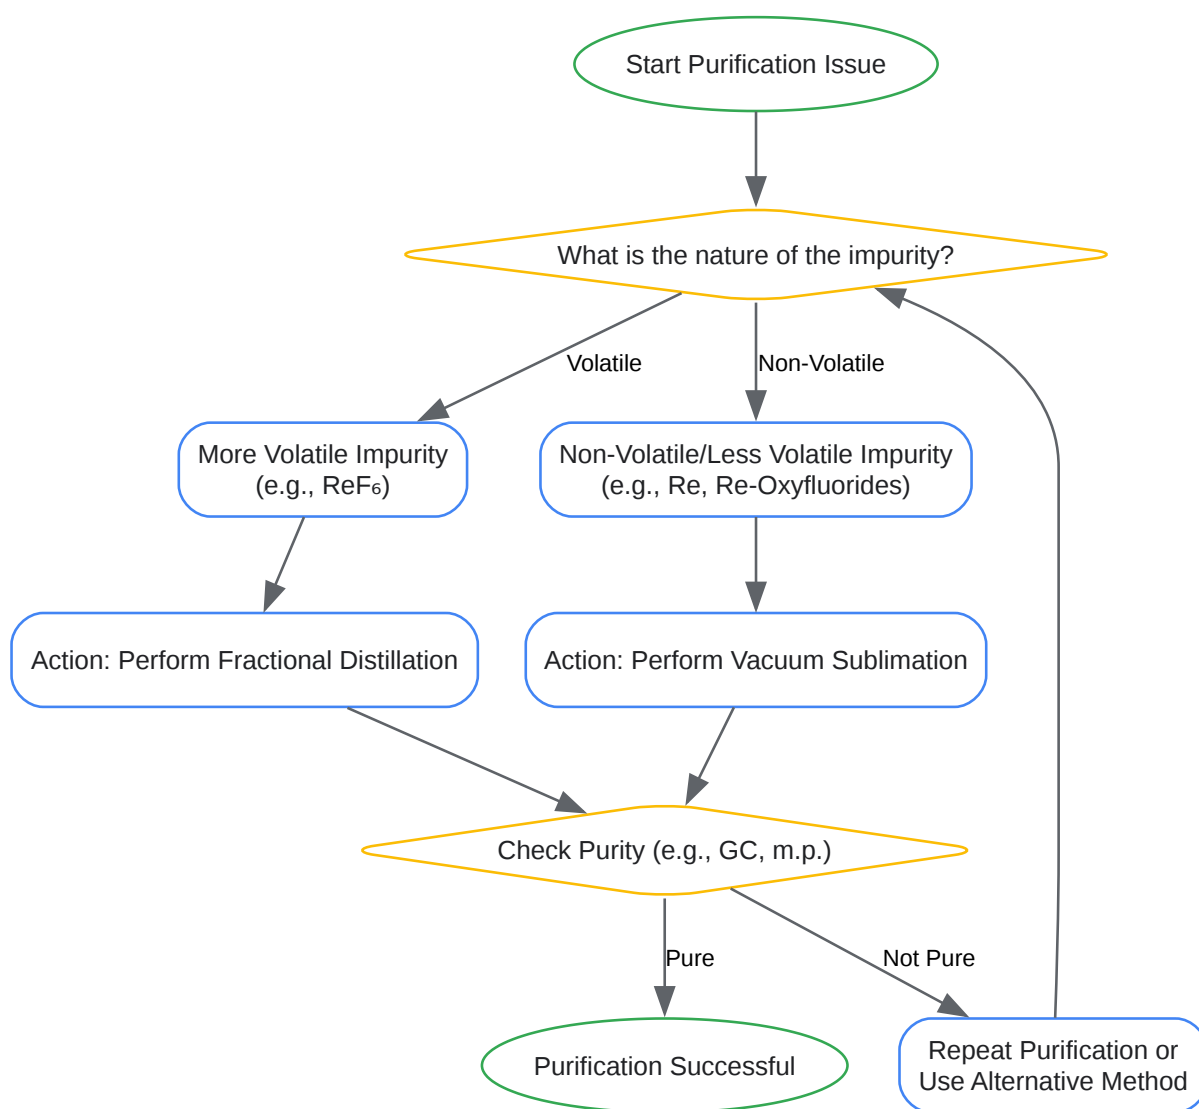 Start Purification Issue
What is the nature of the impurity?
Volatile
Non-Volatile
More Volatile Impurity
(e.g., ReF₆)
Non-Volatile/Less Volatile Impurity
(e.g., Re, Re-Oxyfluorides)
Action: Perform Fractional Distillation
Action: Perform Vacuum Sublimation
Check Purity (e.g., GC, m.p.)
Pure
Not Pure
Purification Successful
Repeat Purification or
Use Alternative Method